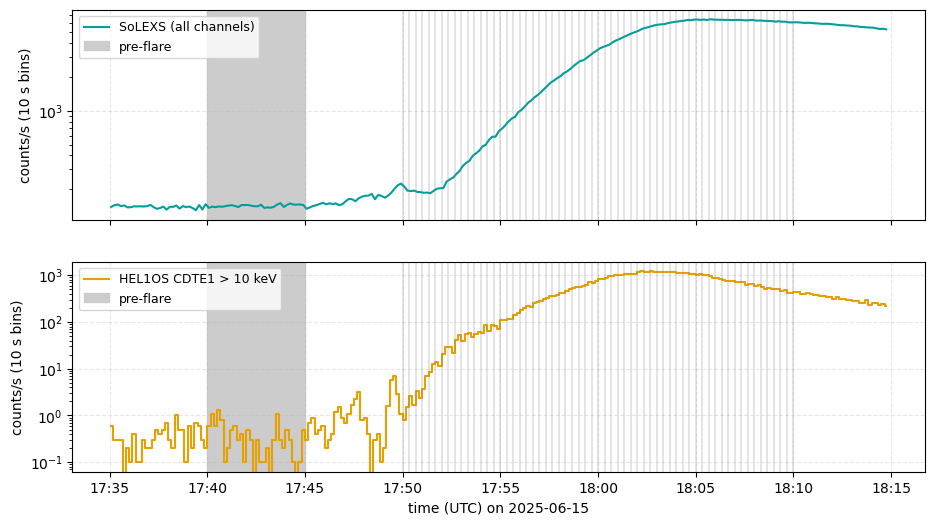 SoLEXS (all channels)
pre-flare
counts/s (10 s bins)
10³
HEL1OS CDTE1 > 10 keV
pre-flare
counts/s (10 s bins)
10³
10²
10¹
10⁰
10⁻¹
17:35 17:40 17:45 17:50 17:55 18:00 18:05 18:10 18:15
time (UTC) on 2025-06-15